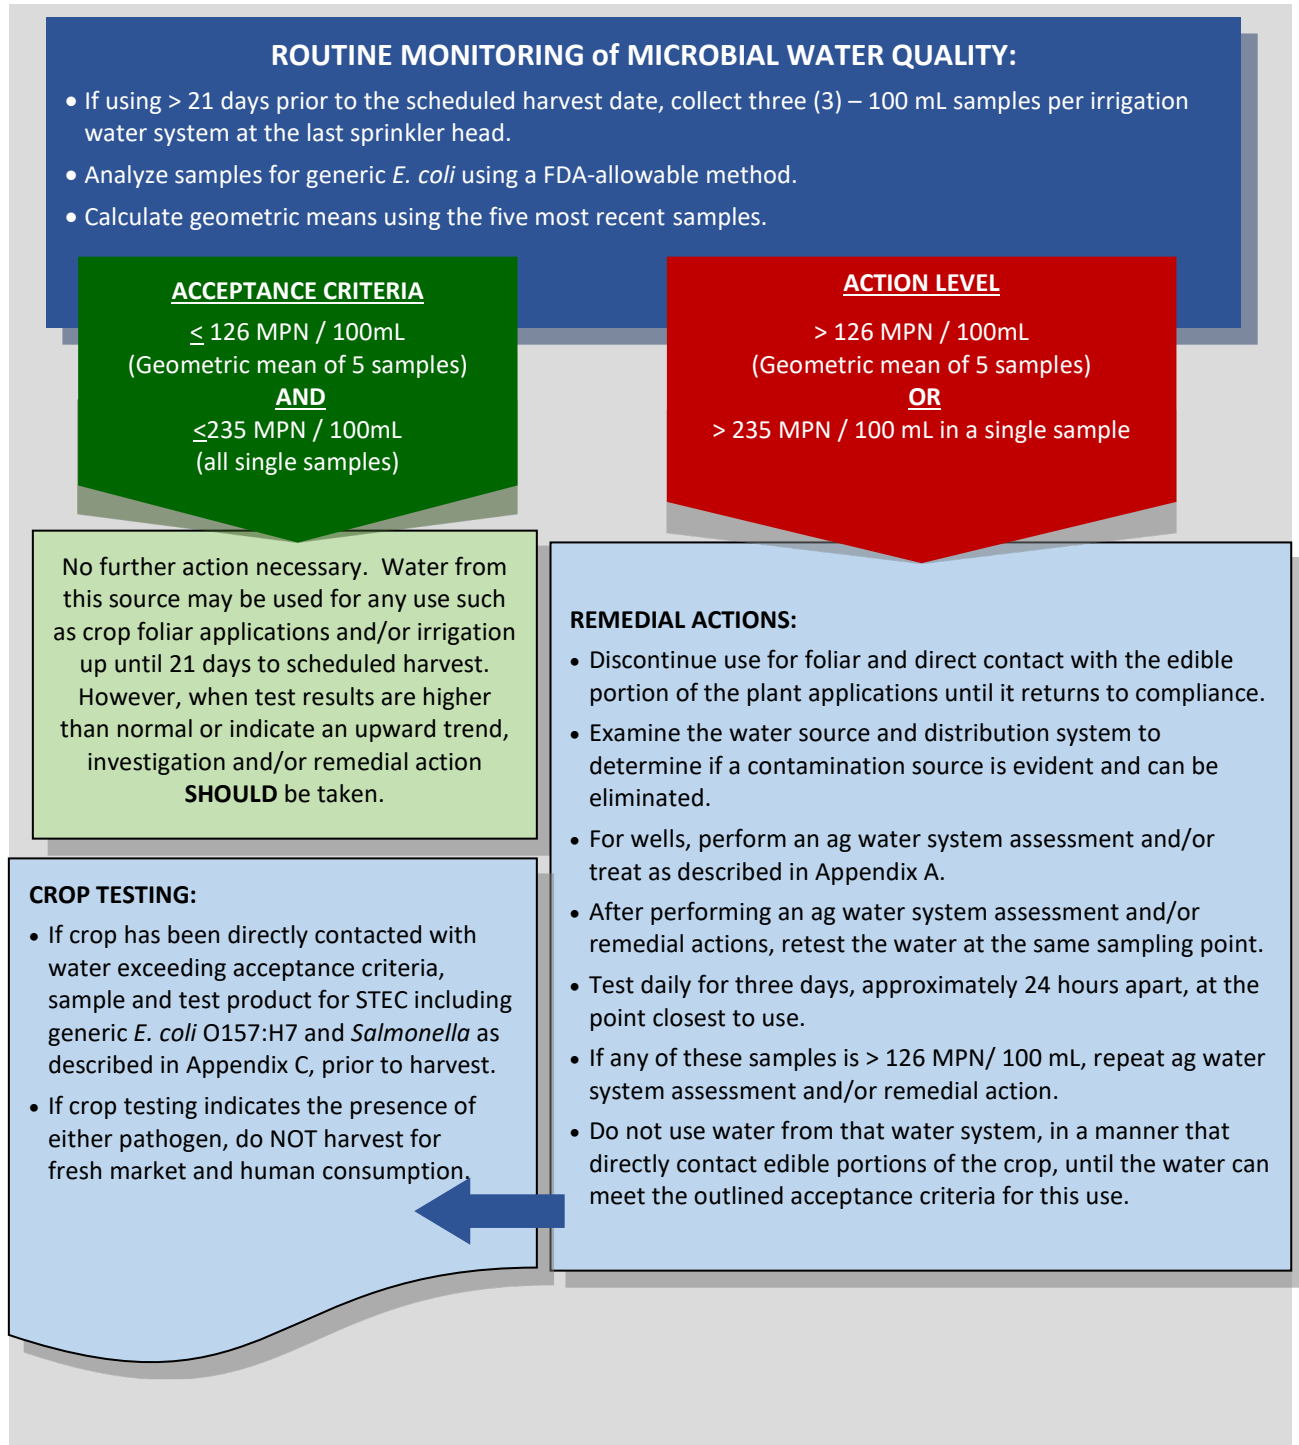 ROUTINE MONITORING of MICROBIAL WATER QUALITY:
• If using > 21 days prior to the scheduled harvest date, collect three (3) – 100 mL samples per irrigation
water system at the last sprinkler head.
• Analyze samples for generic E. coli using a FDA-allowable method.
• Calculate geometric means using the five most recent samples.
ACCEPTANCE CRITERIA
< 126 MPN / 100mL
(Geometric mean of 5 samples)
AND
<235 MPN / 100mL
(all single samples)
ACTION LEVEL
> 126 MPN / 100mL
(Geometric mean of 5 samples)
OR
> 235 MPN / 100 mL in a single sample
No further action necessary. Water from
this source may be used for any use such
as crop foliar applications and/or irrigation
up until 21 days to scheduled harvest.
However, when test results are higher
than normal or indicate an upward trend,
investigation and/or remedial action
SHOULD be taken.
REMEDIAL ACTIONS:
• Discontinue use for foliar and direct contact with the edible
portion of the plant applications until it returns to compliance.
• Examine the water source and distribution system to
determine if a contamination source is evident and can be
eliminated.
• For wells, perform an ag water system assessment and/or
treat as described in Appendix A.
• After performing an ag water system assessment and/or
remedial actions, retest the water at the same sampling point.
• Test daily for three days, approximately 24 hours apart, at the
point closest to use.
• If any of these samples is > 126 MPN/ 100 mL, repeat ag water
system assessment and/or remedial action.
• Do not use water from that water system, in a manner that
directly contact edible portions of the crop, until the water can
meet the outlined acceptance criteria for this use.
CROP TESTING:
• If crop has been directly contacted with
water exceeding acceptance criteria,
sample and test product for STEC including
generic E. coli O157:H7 and Salmonella as
described in Appendix C, prior to harvest.
• If crop testing indicates the presence of
either pathogen, do NOT harvest for
fresh market and human consumption.